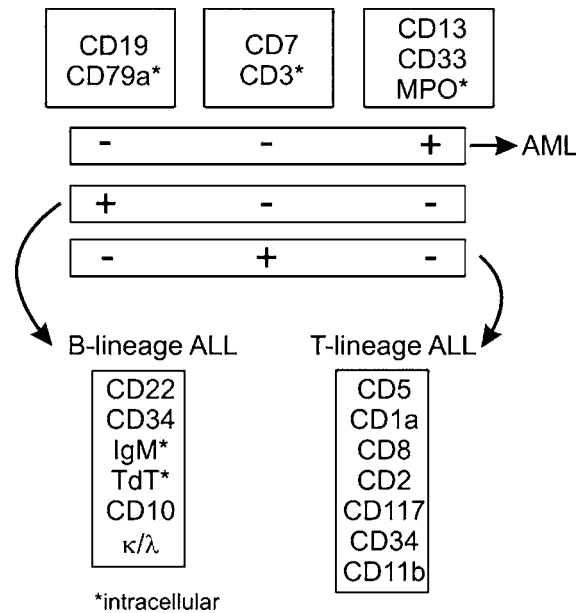 CD19
CD79a*
CD7
CD3*
CD13
CD33
MPO*
- - + AML
+ - -
- + -
B-lineage ALL
CD22
CD34
IgM*
TdT*
CD10
κ/λ
T-lineage ALL
CD5
CD1a
CD8
CD2
CD117
CD34
CD11b
*intracellular